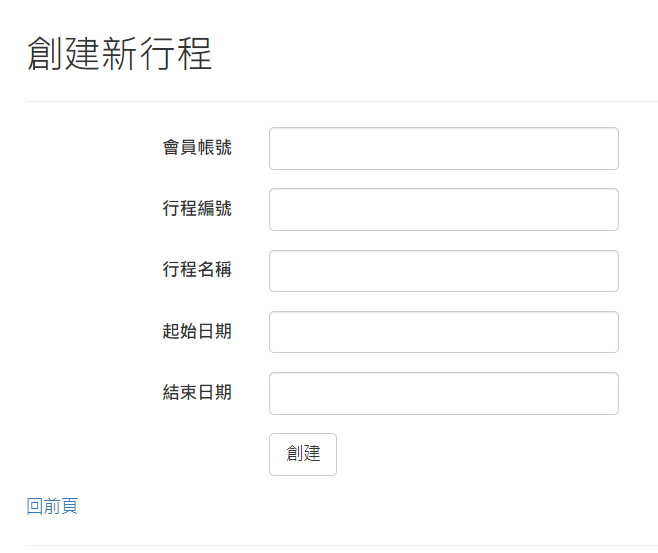 創建新行程
會員帳號
行程編號
行程名稱
起始日期
結束日期
創建
回前頁